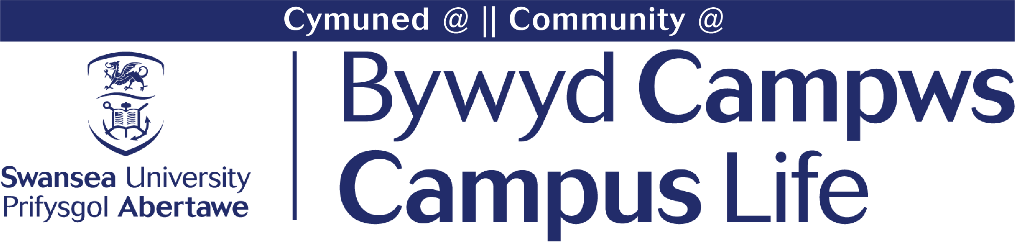 Cymuned @ || Community @
Swansea University
Prifysgol Abertawe
Bywyd Campws
Campus Life